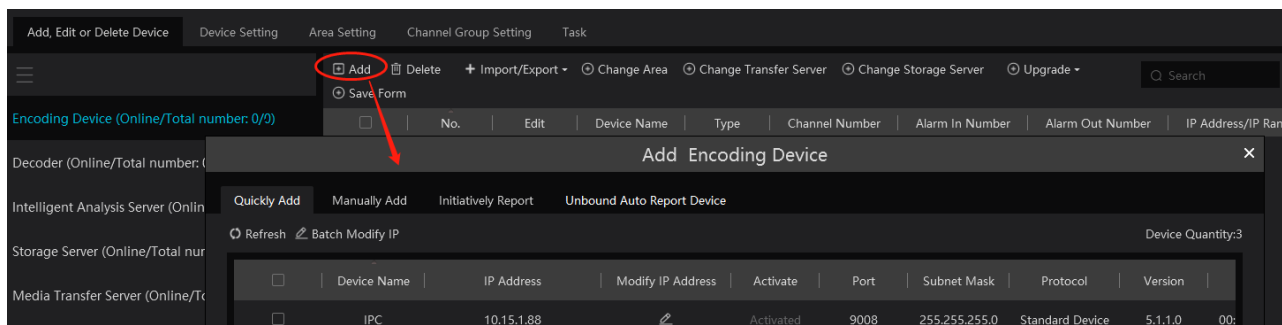 Add, Edit or Delete Device Device Setting Area Setting Channel Group Setting Task
Add Delete + Import/Export Change Area Change Transfer Server Change Storage Server Upgrade Search
Save Form
Encoding Device (Online/Total number: 0/0)
No. Edit Device Name Type Channel Number Alarm In Number Alarm Out Number IP Address/IP Ran
Decoder (Online/Total number: (
Add Encoding Device
Intelligent Analysis Server (Onlin
Quickly Add Manually Add Initiatively Report Unbound Auto Report Device
Refresh Batch Modify IP Device Quantity:3
Storage Server (Online/Total nur
Device Name IP Address Modify IP Address Activate Port Subnet Mask Protocol Version
Media Transfer Server (Online/To
IPC 10.15.1.88 Activated 9008 255.255.255.0 Standard Device 5.1.1.0 00: